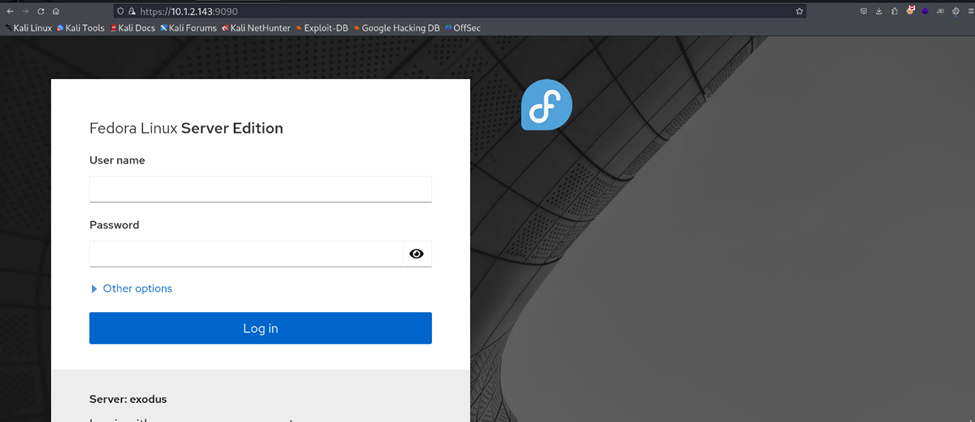 https://10.1.2.143:9090
Kali Linux Kali Tools Kali Docs Kali Forums Kali NetHunter Exploit-DB Google Hacking DB OffSec
Fedora Linux Server Edition
User name
Password
Other options
Log in
Server: exodus